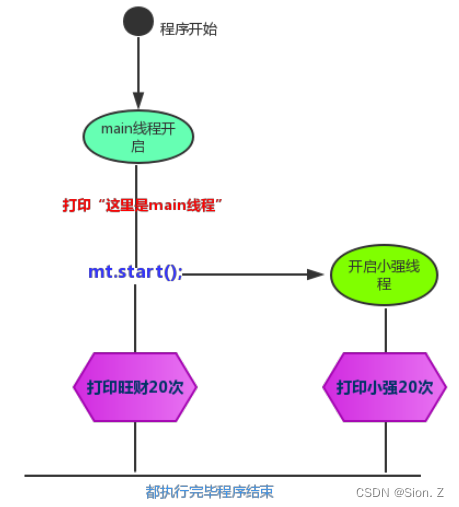 程序开始
main线程开
启
打印“这里是main线程”
mt.start();
开启小强线
程
打印旺财20次
打印小强20次
都执行完毕程序结束
CSDN @Sion. Z